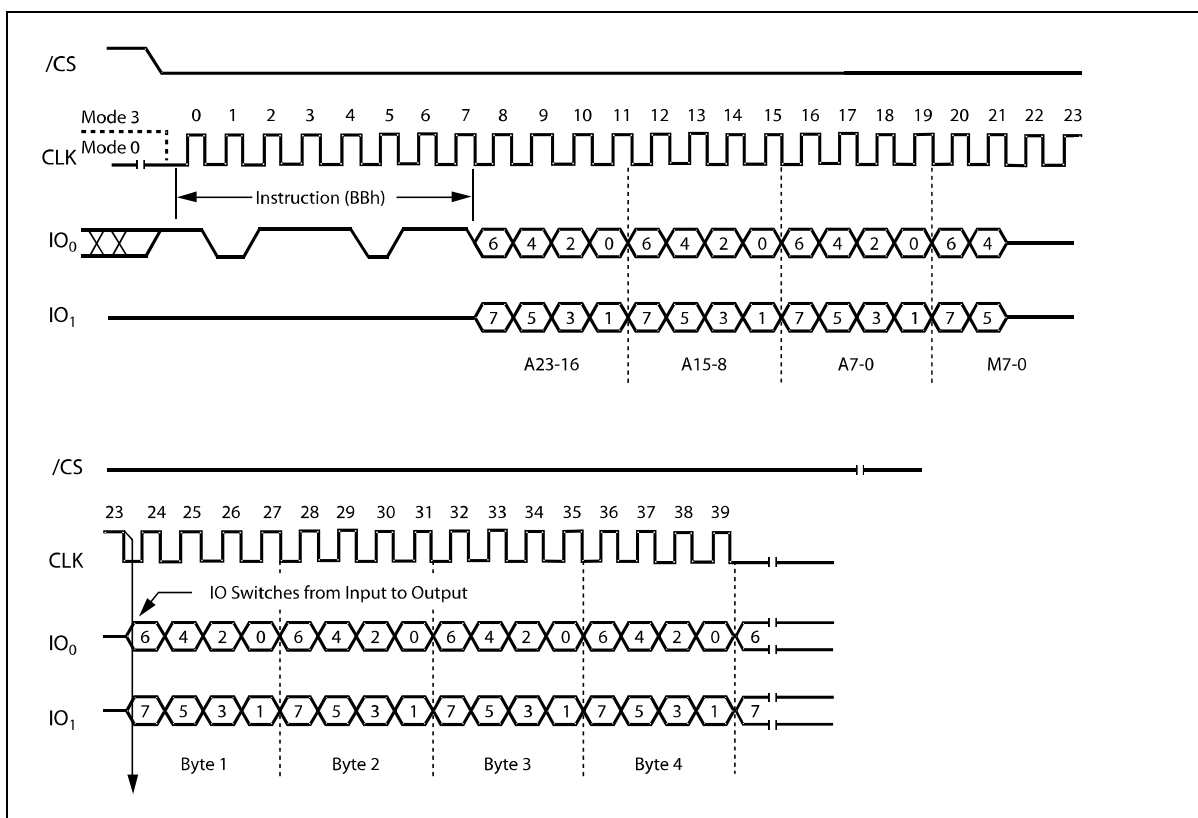 /CS
Mode 3
0 1 2 3 4 5 6 7 8 9 10 11 12 13 14 15 16 17 18 19 20 21 22 23
Mode 0
CLK
Instruction (BBh)
IO0 6 4 2 0 6 4 2 0 6 4 2 0 6 4
IO1 7 5 3 1 7 5 3 1 7 5 3 1 7 5
A23-16 A15-8 A7-0 M7-0
/CS
23 24 25 26 27 28 29 30 31 32 33 34 35 36 37 38 39
CLK
IO Switches from Input to Output
IO0 6 4 2 0 6 4 2 0 6 4 2 0 6 4 2 0 6
IO1 7 5 3 1 7 5 3 1 7 5 3 1 7 5 3 1 7
Byte 1 Byte 2 Byte 3 Byte 4